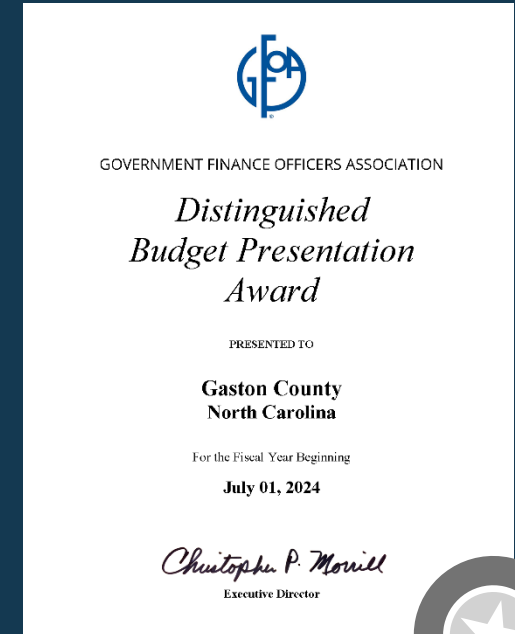 GFOA
GOVERNMENT FINANCE OFFICERS ASSOCIATION
Distinguished
Budget Presentation
Award
PRESENTED TO
Gaston County
North Carolina
For the Fiscal Year Beginning
July 01, 2024
Christopher P. Morrill
Executive Director